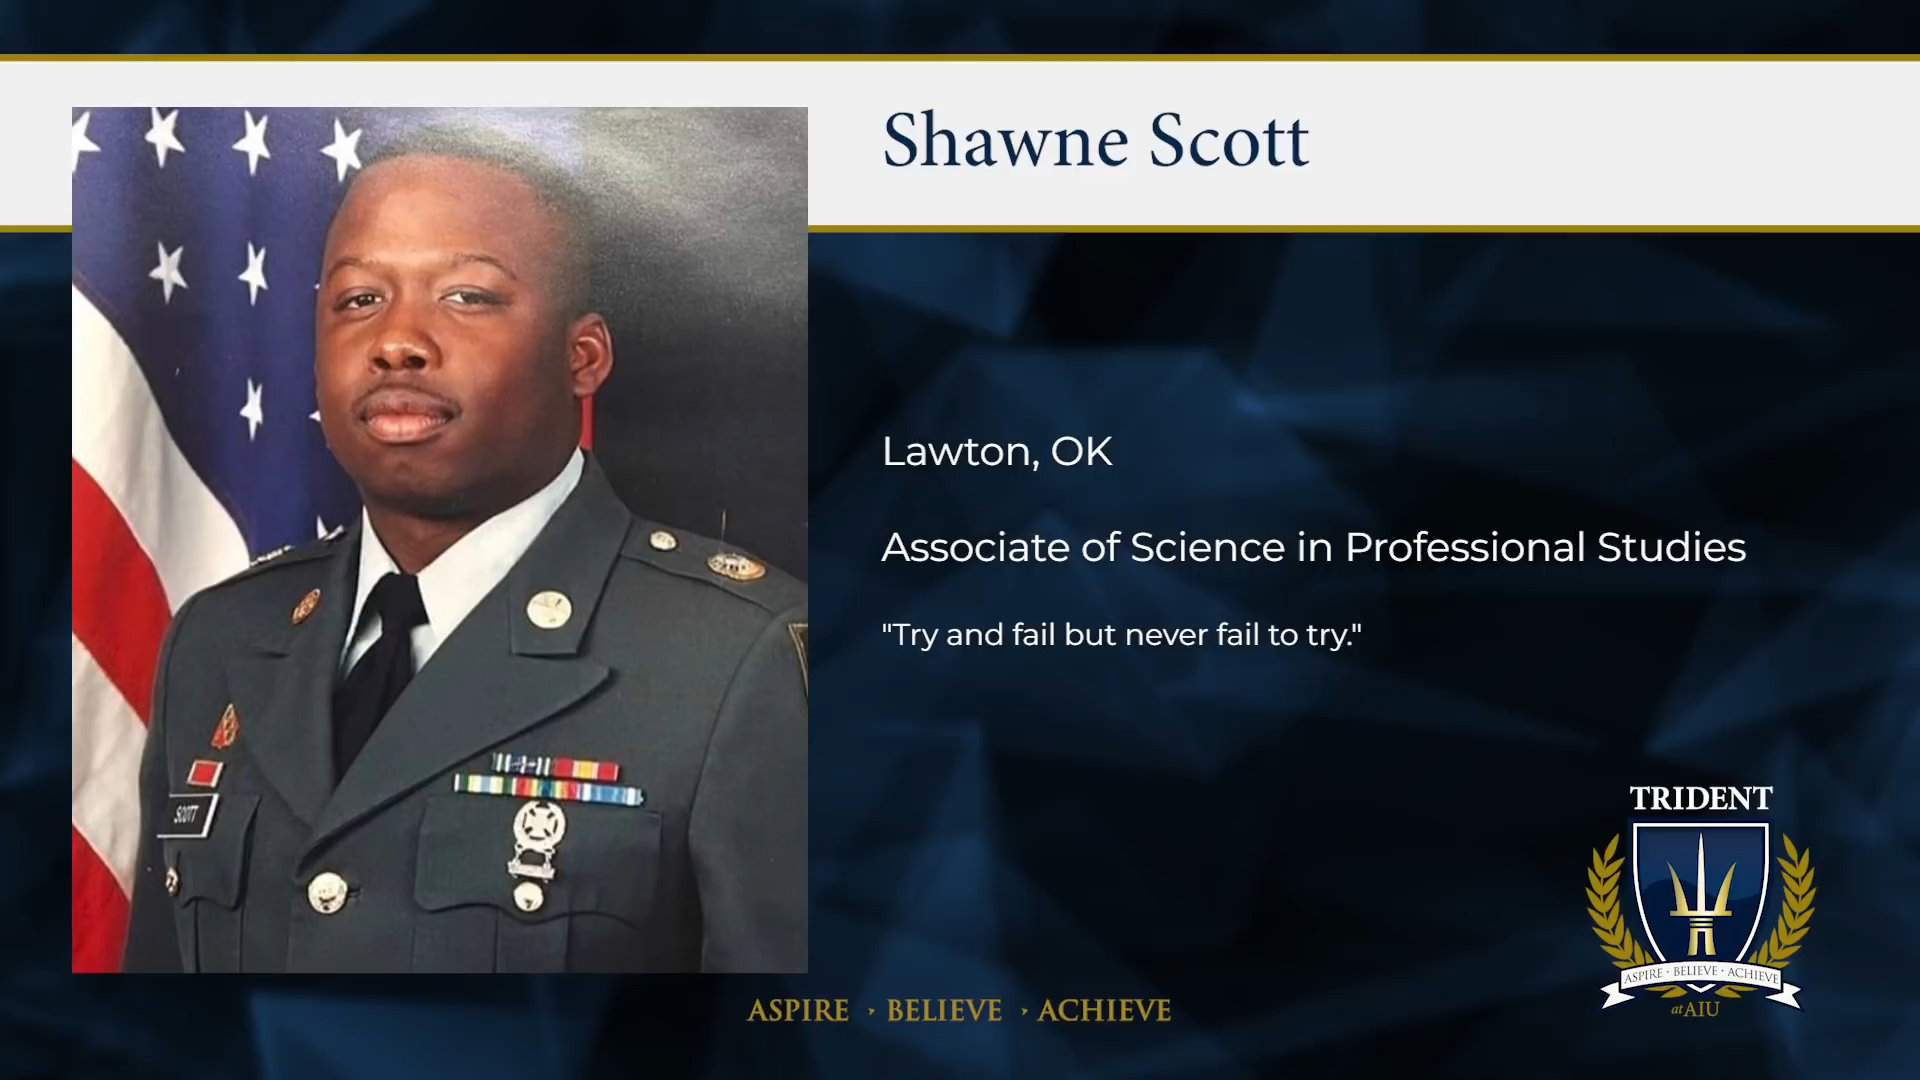 Shawne Scott
Lawton, OK
Associate of Science in Professional Studies
"Try and fail but never fail to try."
SCOTT
TRIDENT
ASPIRE · BELIEVE · ACHIEVE
at AIU
ASPIRE · BELIEVE · ACHIEVE